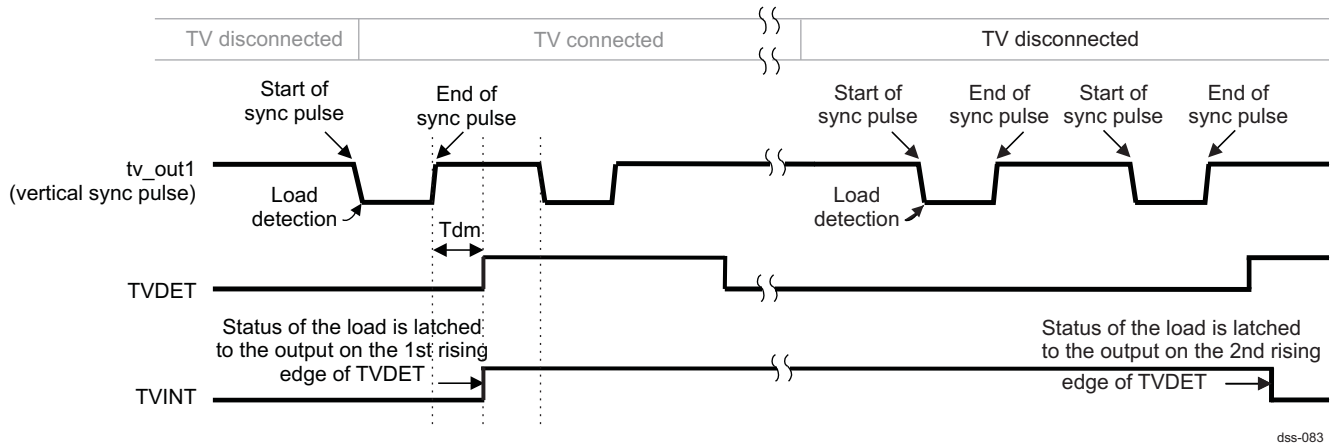 TV disconnected
TV connected
TV disconnected
Start of
sync pulse
End of
sync pulse
Start of
sync pulse
End of
sync pulse
Start of
sync pulse
End of
sync pulse
tv_out1
(vertical sync pulse)
Load
detection
Load
detection
Tdm
TVDET
Status of the load is latched
to the output on the 1st rising
edge of TVDET
Status of the load is latched
to the output on the 2nd rising
edge of TVDET
TVINT
dss-083